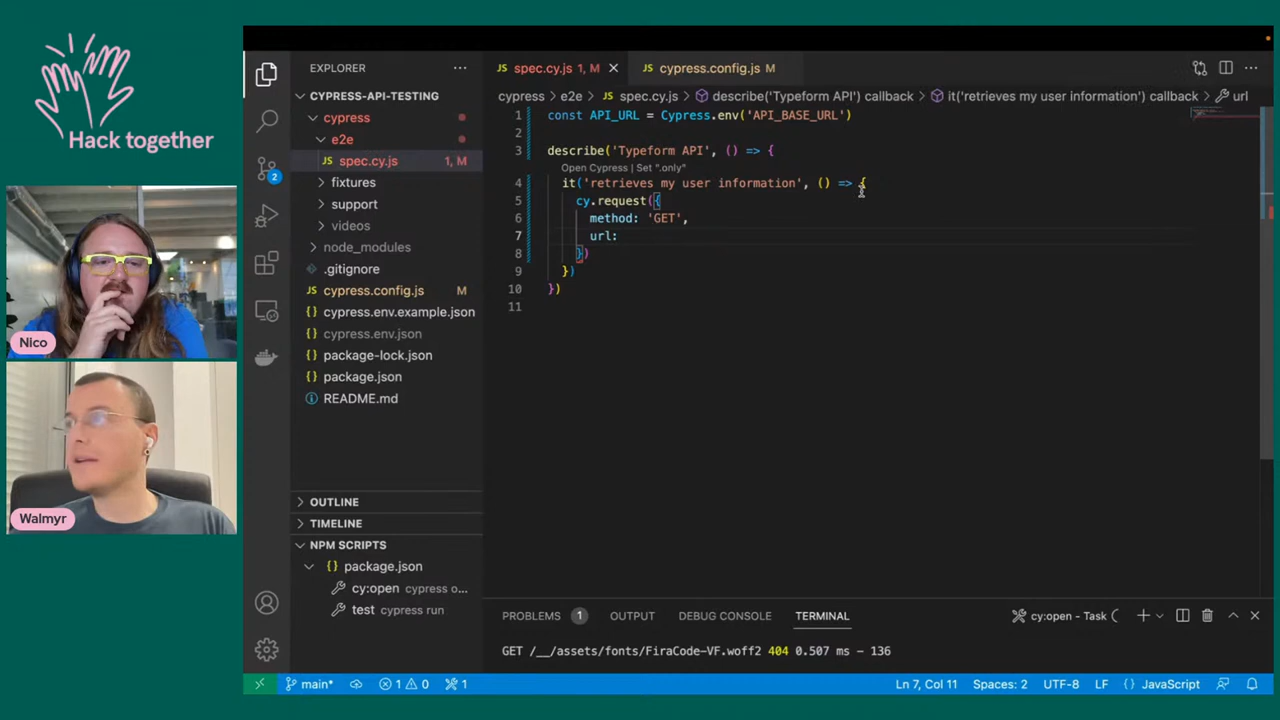 Hack together
Nico
Walmyr
EXPLORER
CYPRESS-API-TESTING
cypress
e2e
JS spec.cy.js 1, M
fixtures
support
videos
node_modules
.gitignore
JS cypress.config.js M
{} cypress.env.example.json
{} cypress.env.json
{} package-lock.json
{} package.json
README.md
OUTLINE
TIMELINE
NPM SCRIPTS
{} package.json
cy:open cypress o...
test cypress run
2
JS spec.cy.js 1, M
JS cypress.config.js M
cypress > e2e > JS spec.cy.js > describe('Typeform API') callback > it('retrieves my user information') callback > url
1 const API_URL = Cypress.env('API_BASE_URL')
2
3 describe('Typeform API', () => {
Open Cypress | Set ".only"
4 it('retrieves my user information', () => {
5 cy.request({
6 method: 'GET',
7 url:
8 })
9 })
10 })
11
PROBLEMS 1 OUTPUT DEBUG CONSOLE TERMINAL
cy:open - Task
GET /__/assets/fonts/FiraCode-VF.woff2 404 0.507 ms - 136
main* 1 0 1
Ln 7, Col 11 Spaces: 2 UTF-8 LF {} JavaScript